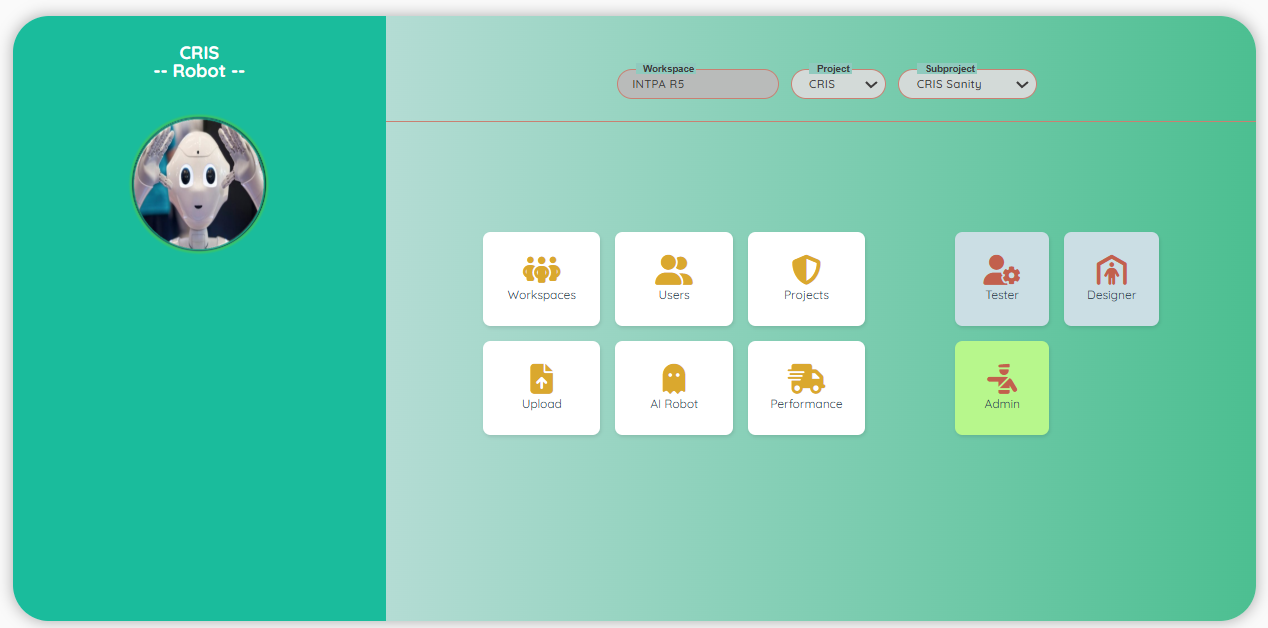 CRIS
-- Robot --
Workspace
INTPA R5
Project
CRIS
Subproject
CRIS Sanity
Workspaces
Users
Projects
Tester
Designer
Upload
AI Robot
Performance
Admin